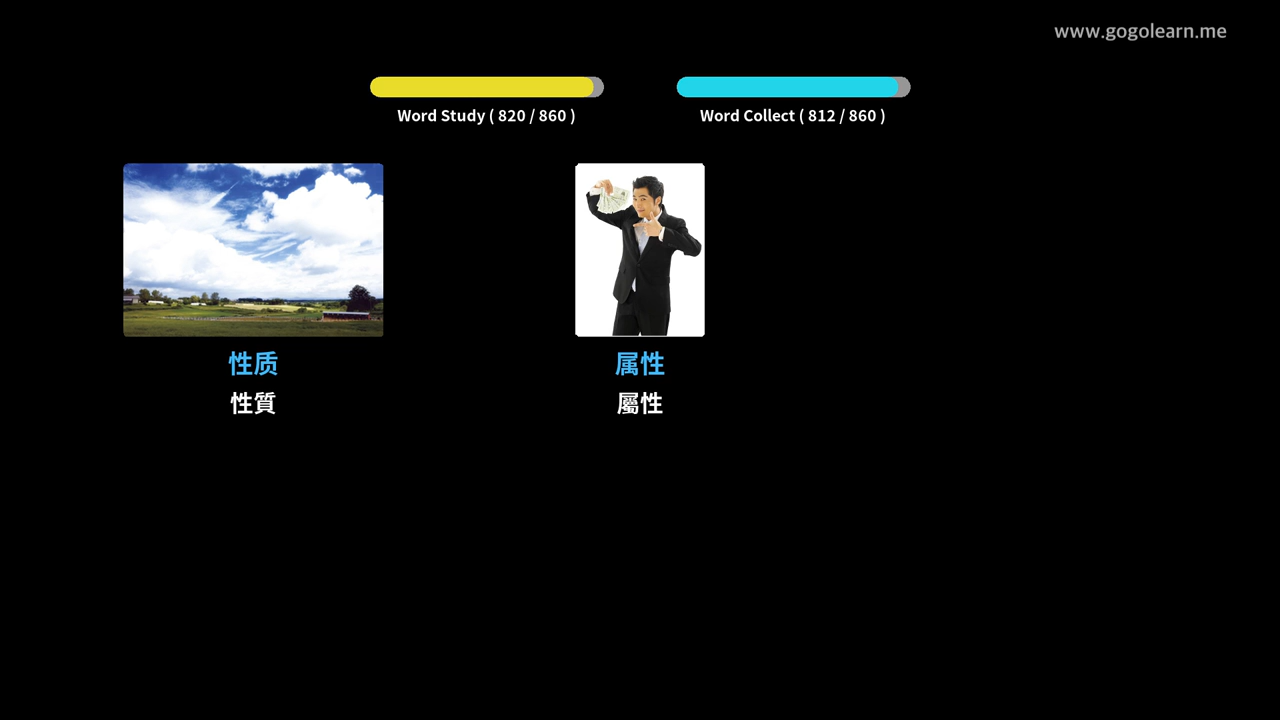 www.gogolearn.me
Word Study ( 820 / 860 )
Word Collect ( 812 / 860 )
性质
性質
属性
屬性